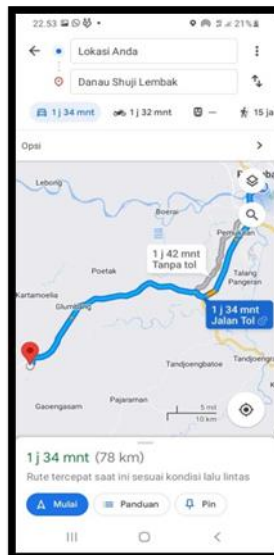 22.53
21%
Lokasi Anda
Danau Shuji Lembak
1 j 34 mnt
1 j 32 mnt
—
15 ja
Opsi
Lebong
Boerai
Poetak
1 j 42 mnt
Tanpa tol
Talang
Pangeran
Kartamoelia
Glumbang
1 j 34 mnt
Jalan Tol
Tandjoengbatoe
Tandjoengra
Gaoengasam
Pajaraman
5 mil
10 km
1 j 34 mnt (78 km)
Rute tercepat saat ini sesuai kondisi lalu lintas
Mulai
Panduan
Pin